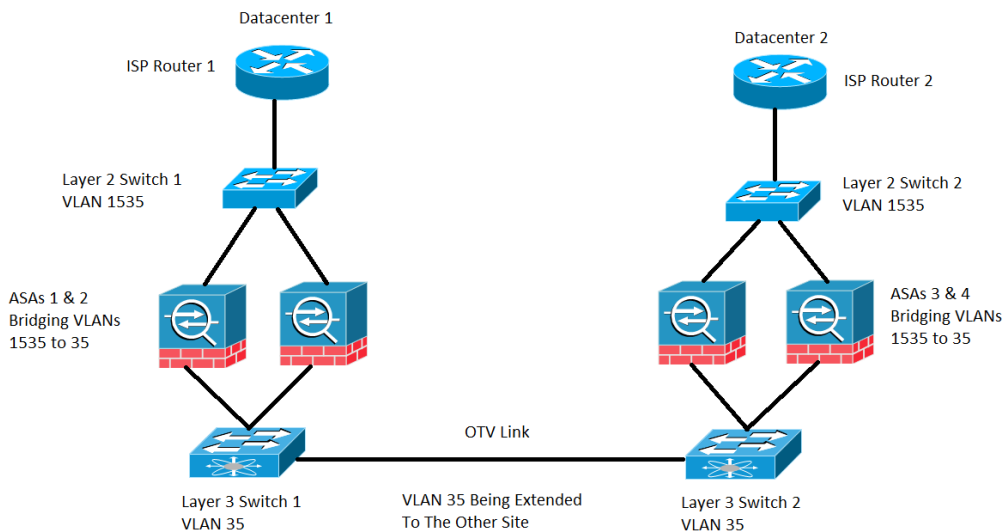 Datacenter 1
ISP Router 1
Layer 2 Switch 1
VLAN 1535
ASAs 1 & 2
Bridging VLANs
1535 to 35
Layer 3 Switch 1
VLAN 35
OTV Link
VLAN 35 Being Extended
To The Other Site
Datacenter 2
ISP Router 2
Layer 2 Switch 2
VLAN 1535
ASAs 3 & 4
Bridging VLANs
1535 to 35
Layer 3 Switch 2
VLAN 35